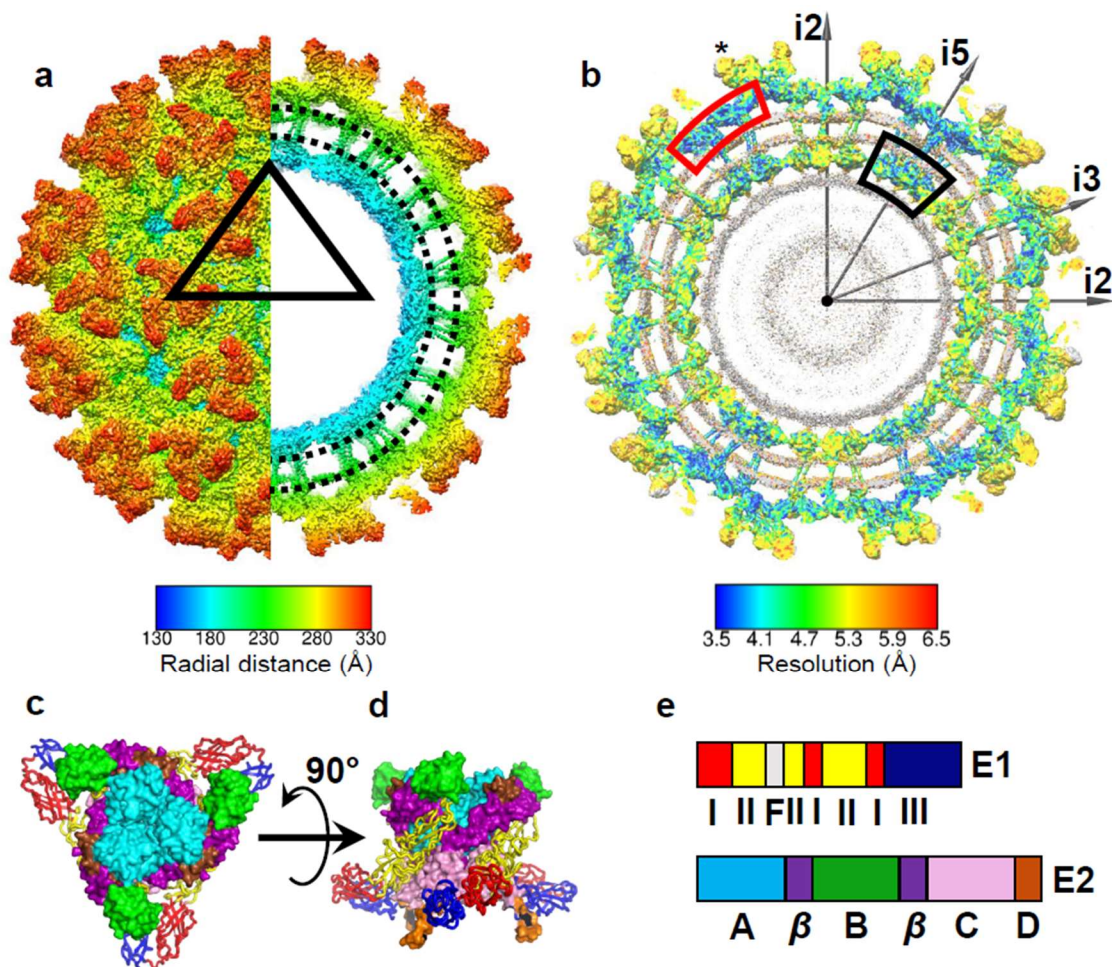 a
b
*
i2
i5
i3
i2
130 180 230 280 330
Radial distance (Å)
3.5 4.1 4.7 5.3 5.9 6.5
Resolution (Å)
c
d
e
90°
E1
I II F II I II I III
E2
A β B β C D